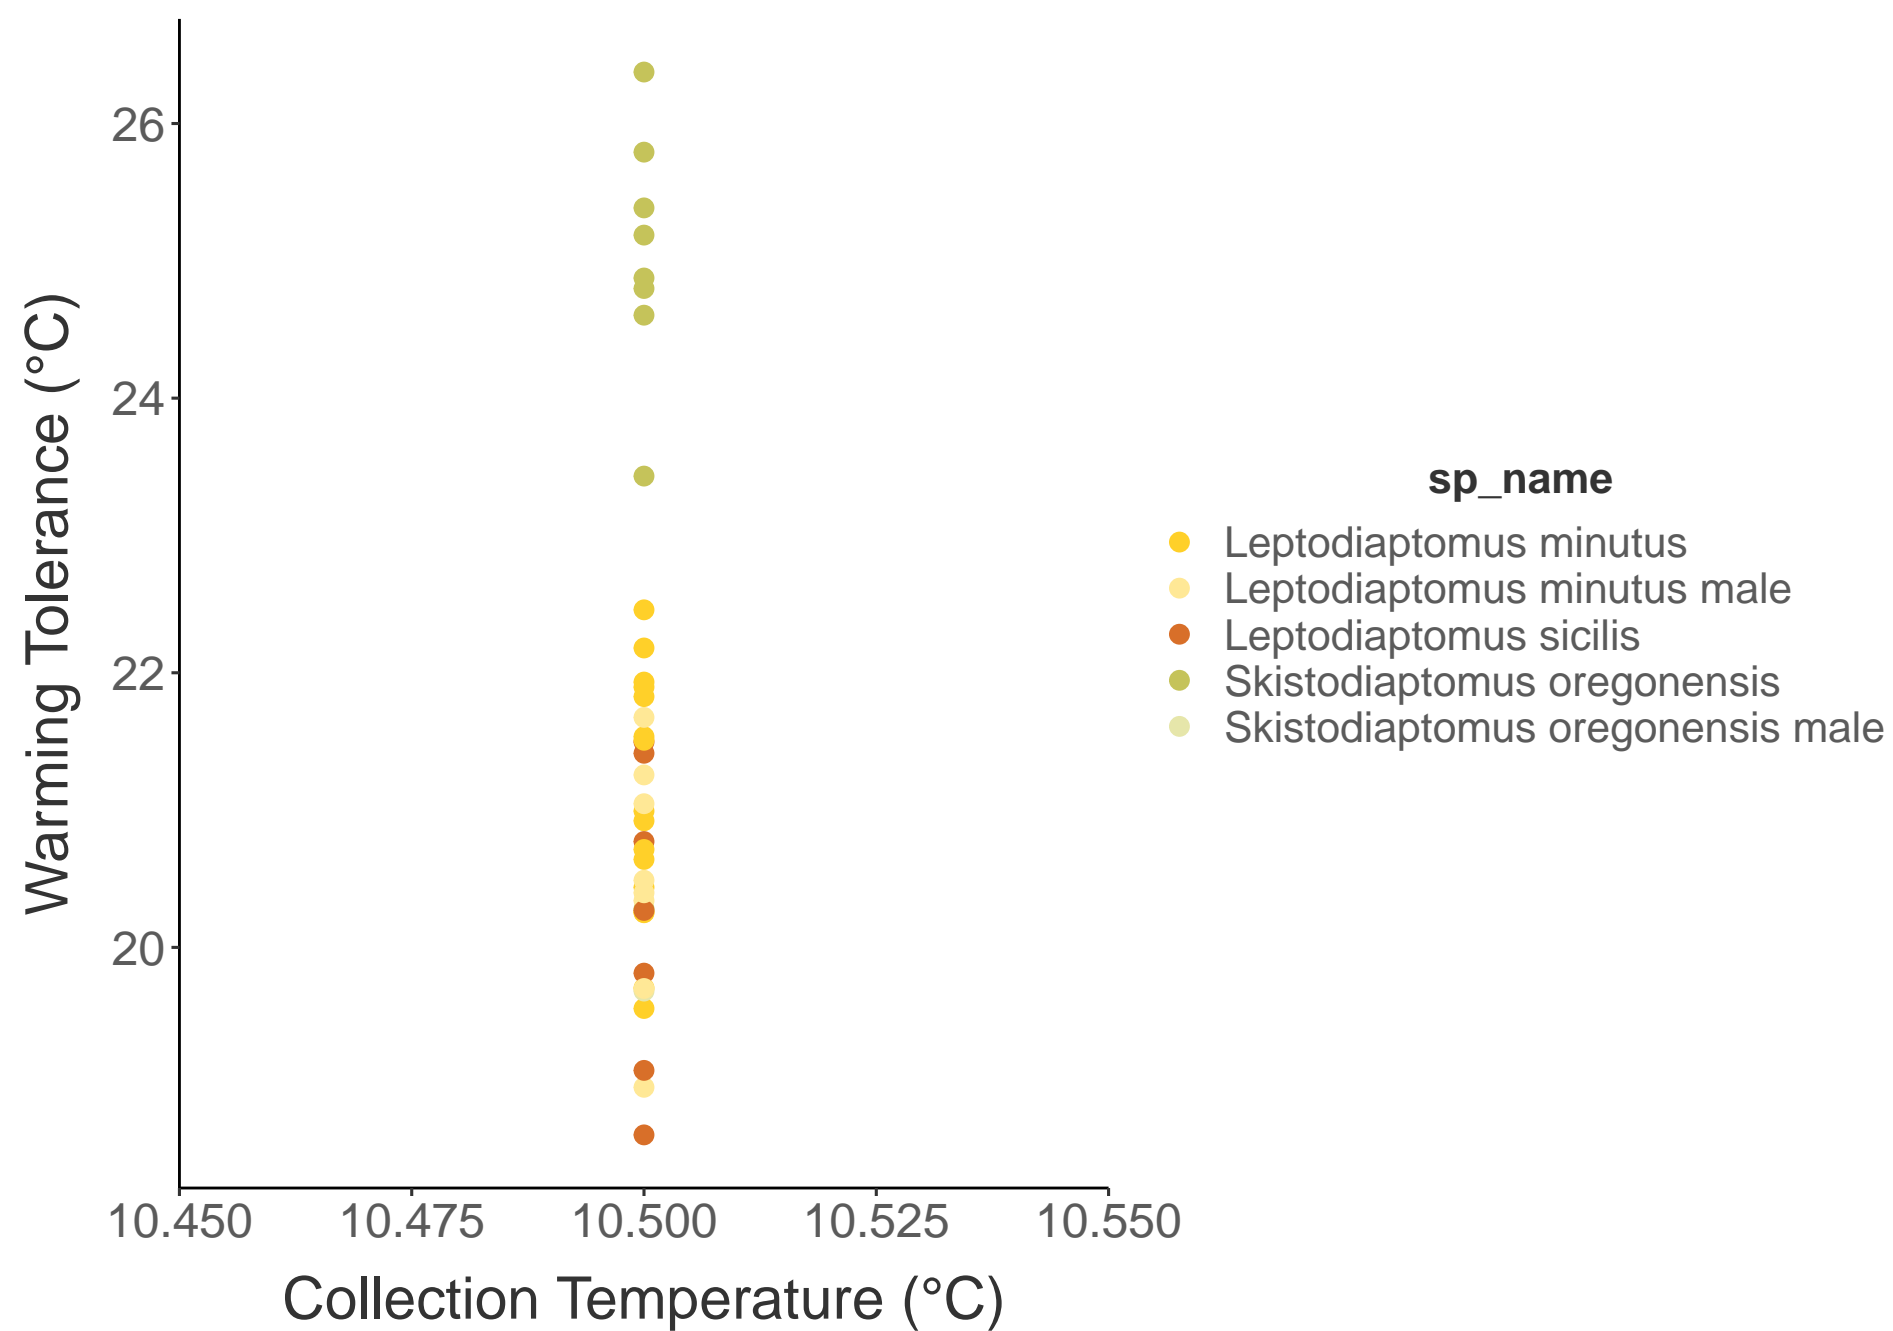 26
24
22
20
Warming Tolerance (°C)
10.450 10.475 10.500 10.525 10.550
Collection Temperature (°C)
sp_name
Leptodiaptomus minutus
Leptodiaptomus minutus male
Leptodiaptomus sicilis
Skistodiaptomus oregonensis
Skistodiaptomus oregonensis male